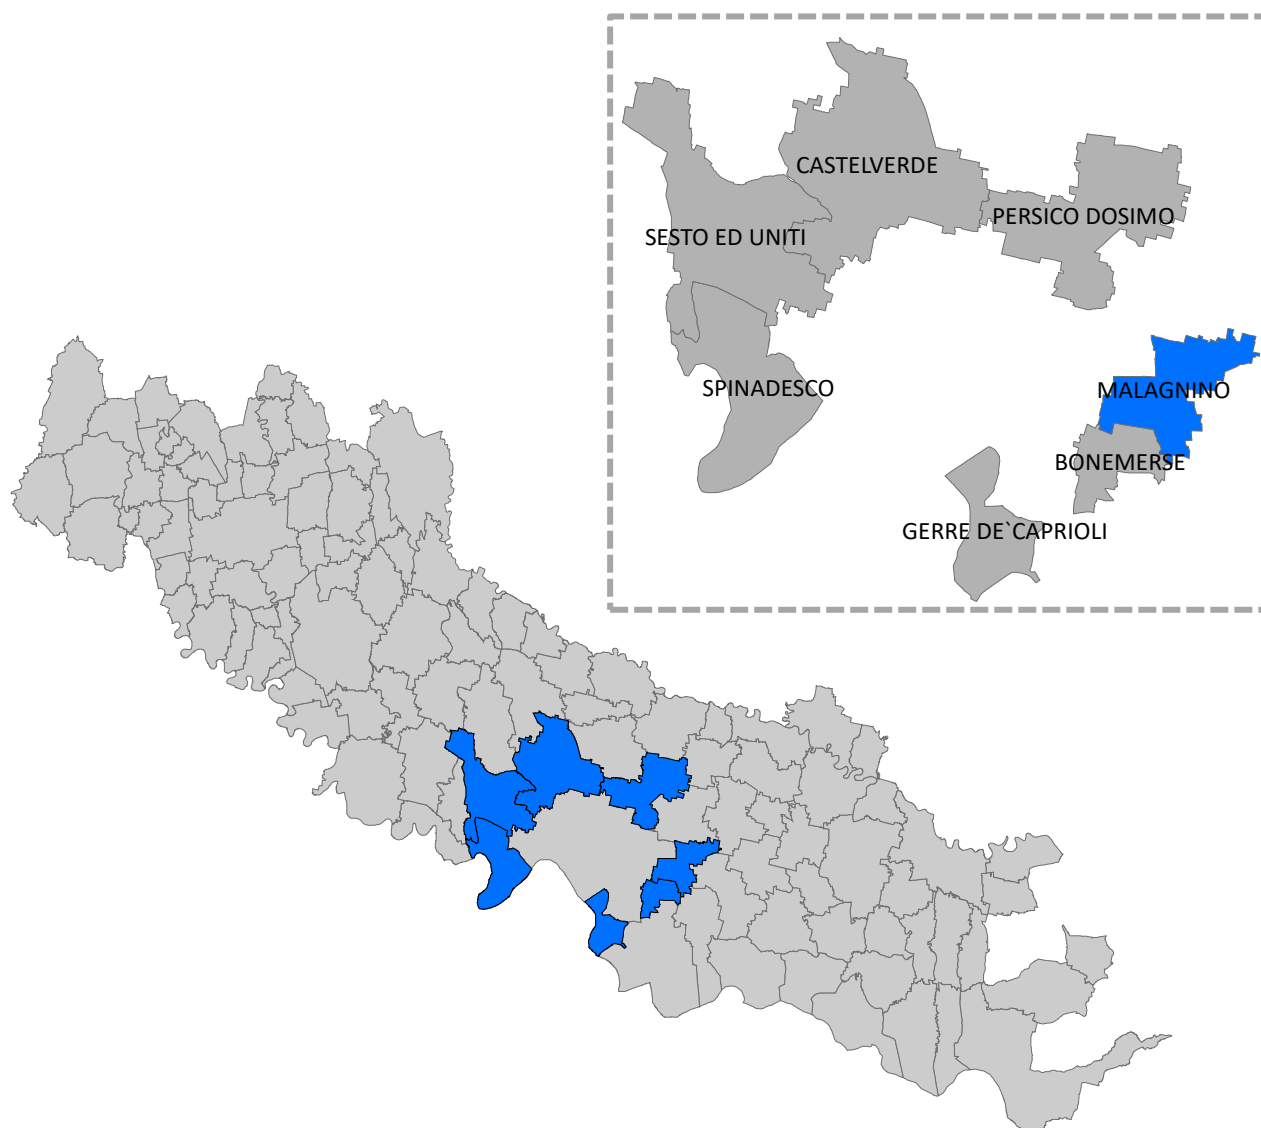 CASTELVERDE
PERSICO DOSIMO
SESTO ED UNITI
SPINADESCO
MALAGNINO
BONEMERSE
GERRE DE`CAPRIOLI